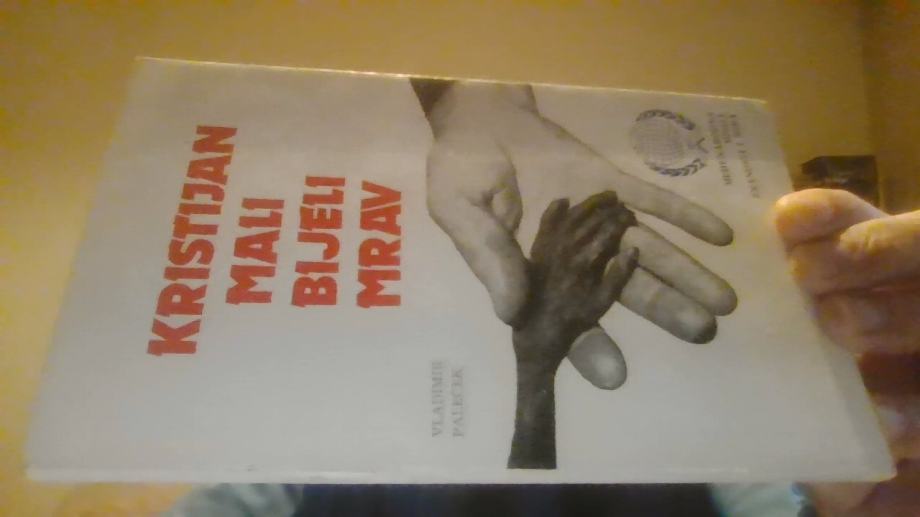 KRISTIJAN
MALI
BIJELI
MRAV
VLADIMIR
PALEČEK